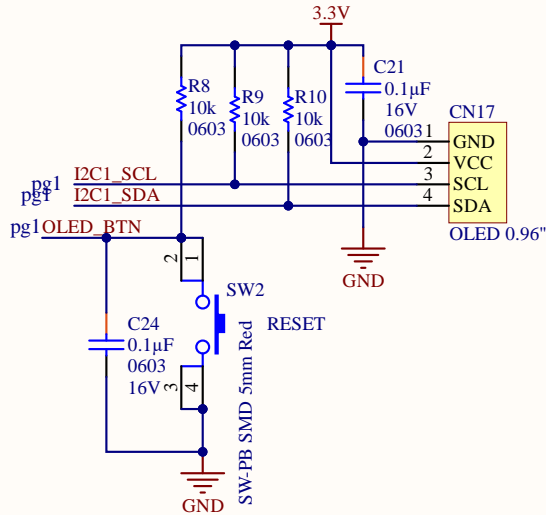 3.3V
R8
10k
0603
R9
10k
0603
R10
10k
0603
C21
0.1µF
16V
0603
CN17
1 GND
2 VCC
3 SCL
4 SDA
OLED 0.96"
pg1 I2C1_SCL
pg1 I2C1_SDA
pg1 OLED_BTN
GND
2 1
SW2
RESET
C24
0.1µF
0603
16V
3 4
SW-PB SMD 5mm Red
GND